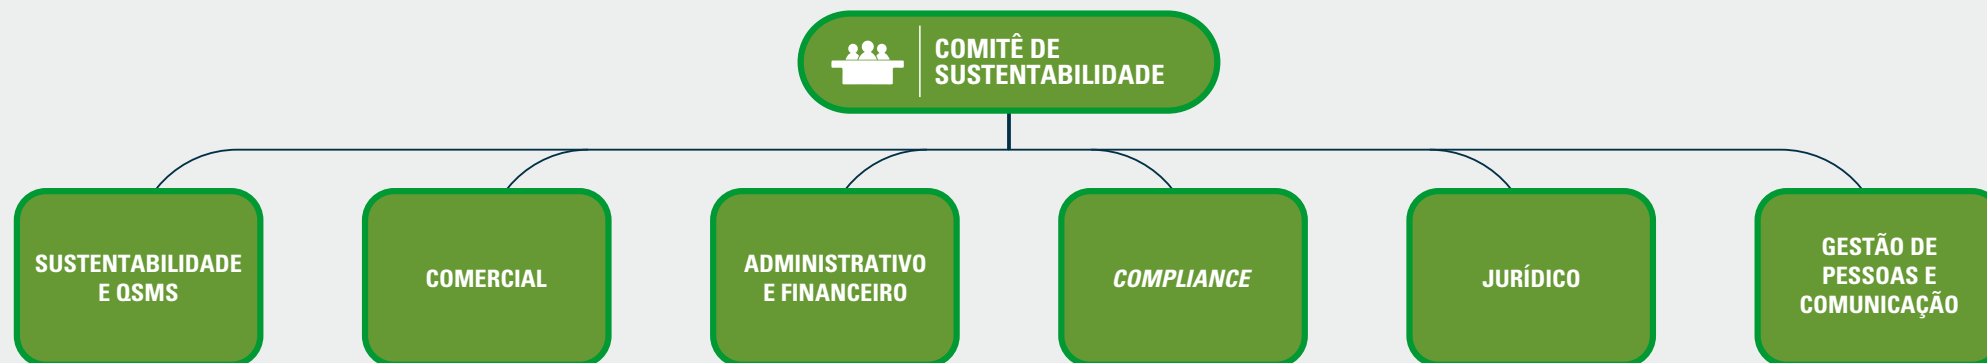 COMITÊ DE
SUSTENTABILIDADE
SUSTENTABILIDADE
E QSMS
COMERCIAL
ADMINISTRATIVO
E FINANCEIRO
COMPLIANCE
JURÍDICO
GESTÃO DE
PESSOAS E
COMUNICAÇÃO